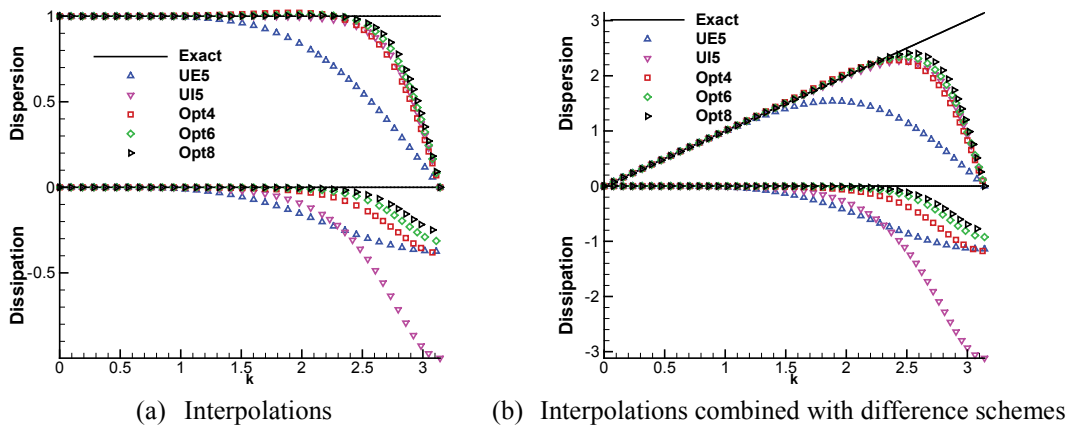 1
0.5
0
-0.5
Dispersion
Dissipation
Exact
UE5
UI5
Opt4
Opt6
Opt8
0 0.5 1 1.5 2 2.5 3
k
(a) Interpolations
3
2
1
0
-1
-2
-3
Dispersion
Dissipation
Exact
UE5
UI5
Opt4
Opt6
Opt8
0 0.5 1 1.5 2 2.5 3
k
(b) Interpolations combined with difference schemes